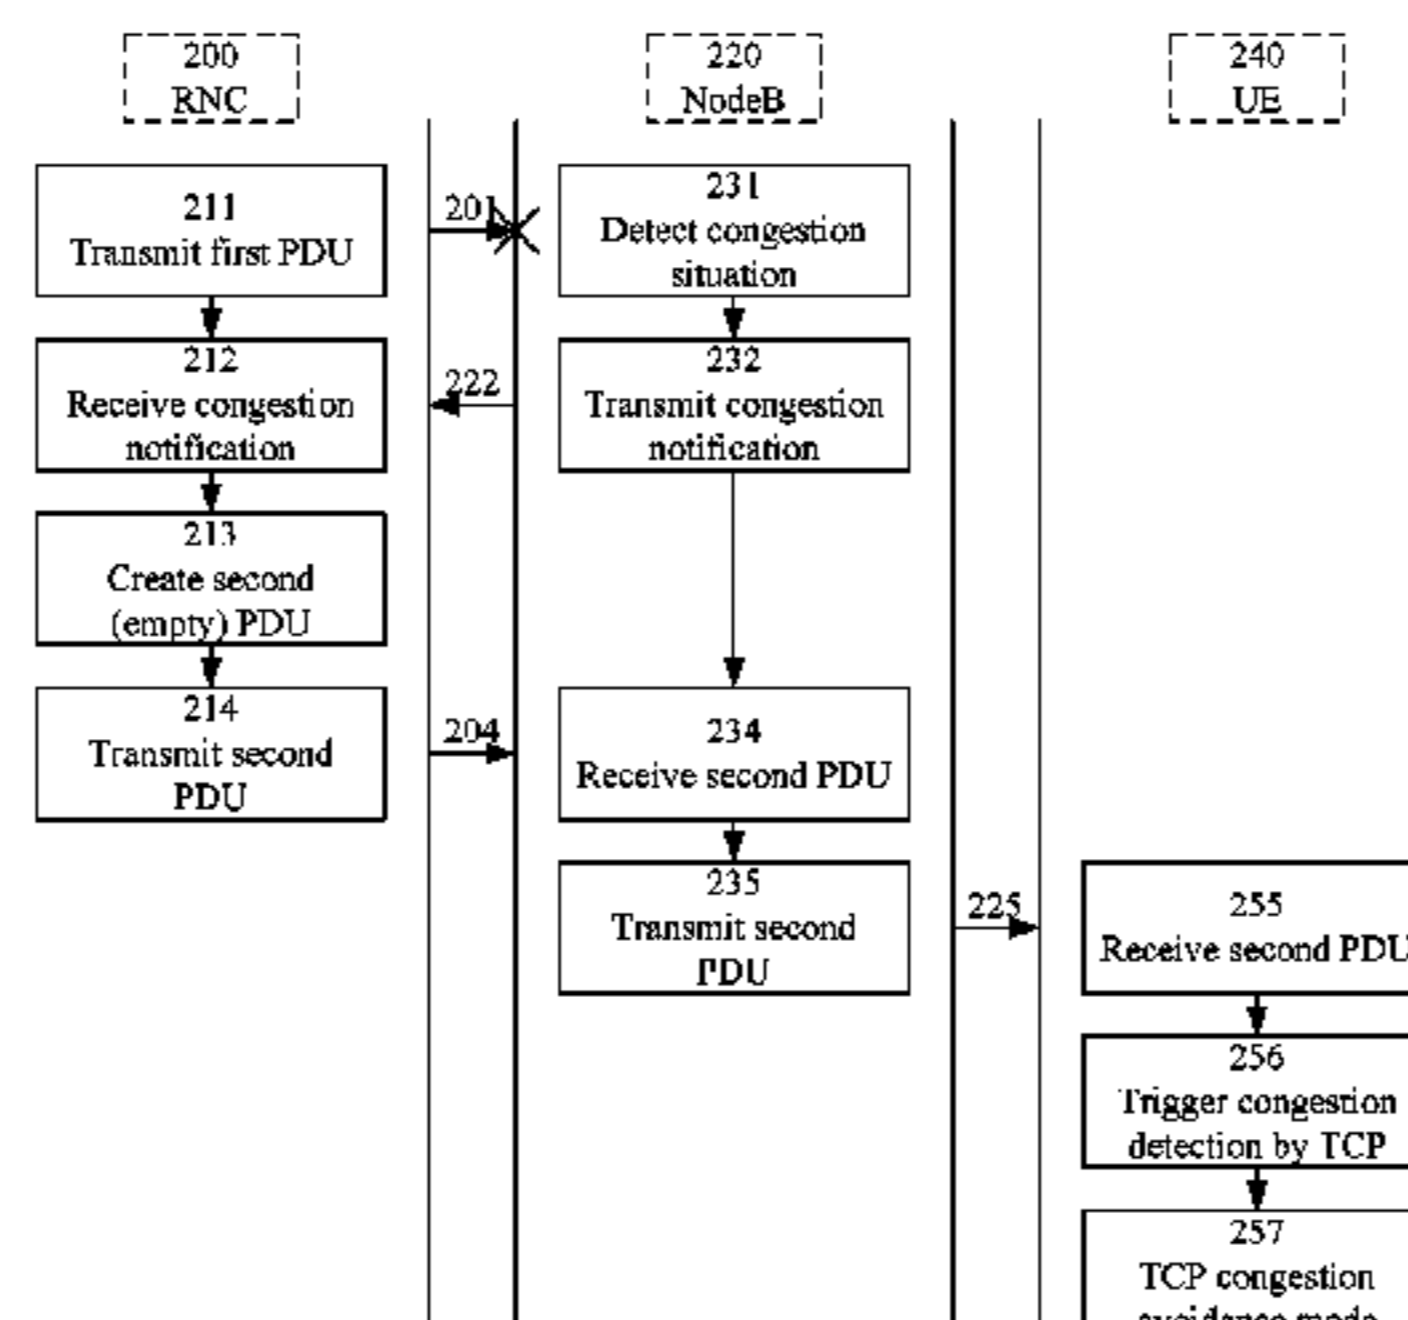 200
RNC
220
NodeB
240
UE
211
Transmit first PDU
201
231
Detect congestion
situation
212
Receive congestion
notification
222
232
Transmit congestion
notification
213
Create second
(empty) PDU
214
Transmit second
PDU
204
234
Receive second PDU
235
Transmit second
PDU
225
255
Receive second PDU
256
Trigger congestion
detection by TCP
257
TCP congestion
avoidance mode